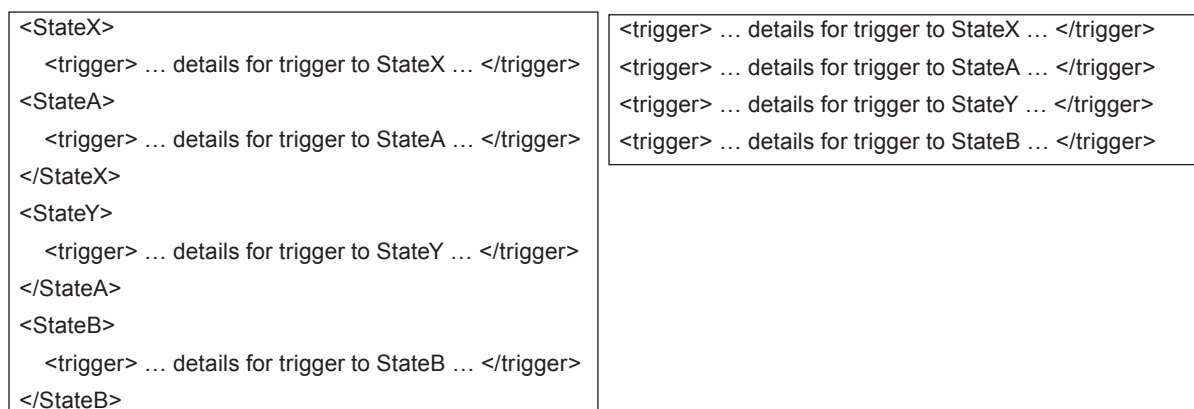 <StateX>
<trigger> … details for trigger to StateX … </trigger>
<StateA>
<trigger> … details for trigger to StateA … </trigger>
</StateX>
<StateY>
<trigger> … details for trigger to StateY … </trigger>
</StateA>
<StateB>
<trigger> … details for trigger to StateB … </trigger>
</StateB>
<trigger> … details for trigger to StateX … </trigger>
<trigger> … details for trigger to StateA … </trigger>
<trigger> … details for trigger to StateY … </trigger>
<trigger> … details for trigger to StateB … </trigger>